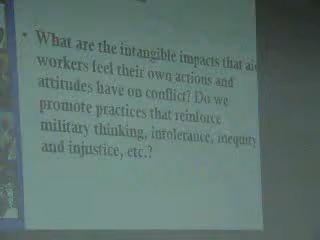 • What are the intangible impacts that aid
workers feel their own actions and
attitudes have on conflict? Do we
promote practices that reinforce
military thinking, intolerance, inequity
and injustice, etc.?